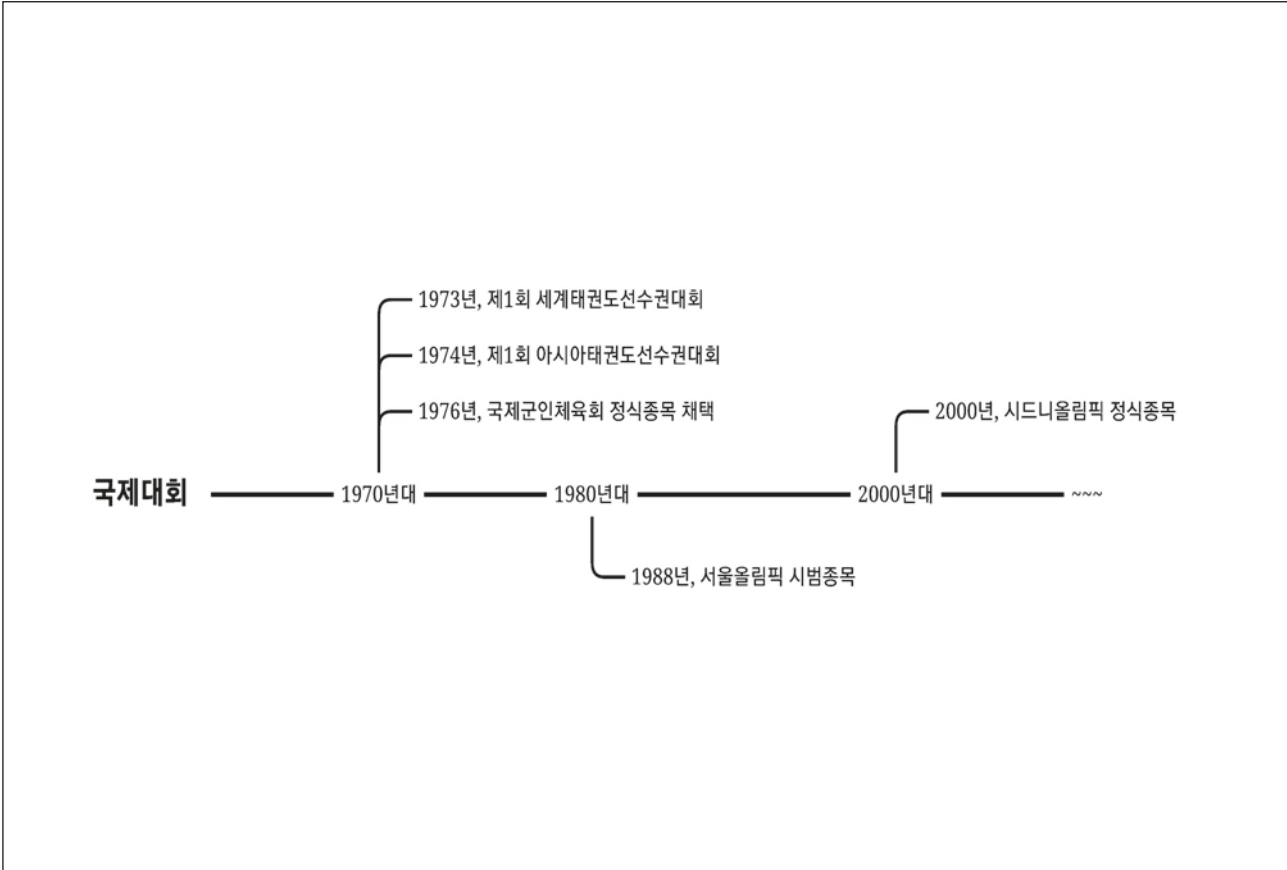 1973년, 제1회 세계태권도선수권대회
1974년, 제1회 아시아태권도선수권대회
1976년, 국제군인체육회 정식종목 채택
2000년, 시드니올림픽 정식종목
국제대회 1970년대 1980년대 2000년대 ~~~
1988년, 서울올림픽 시범종목